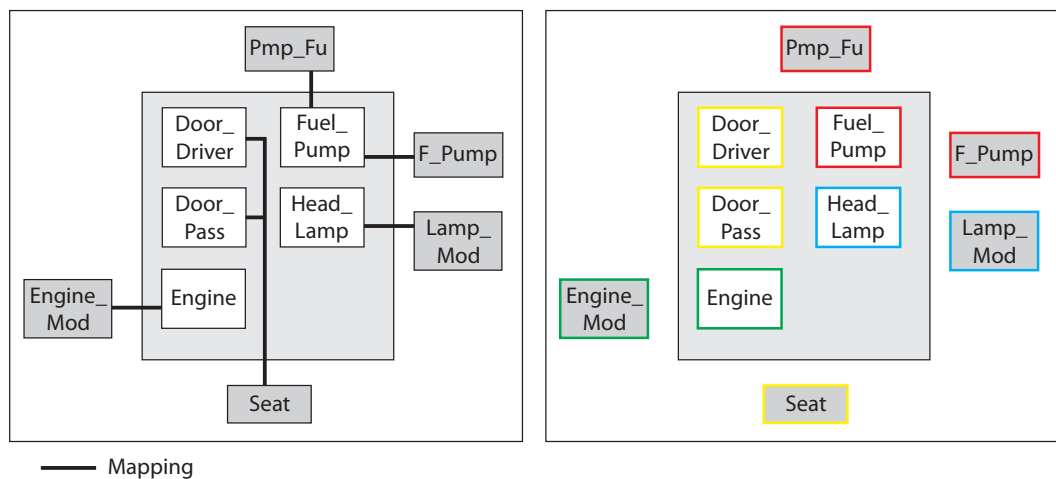 Pmp_Fu
Door_
Driver
Fuel_
Pump
F_Pump
Door_
Pass
Head_
Lamp
Lamp_
Mod
Engine_
Mod
Engine
Seat
Mapping
Pmp_Fu
Door_
Driver
Fuel_
Pump
F_Pump
Door_
Pass
Head_
Lamp
Lamp_
Mod
Engine_
Mod
Engine
Seat